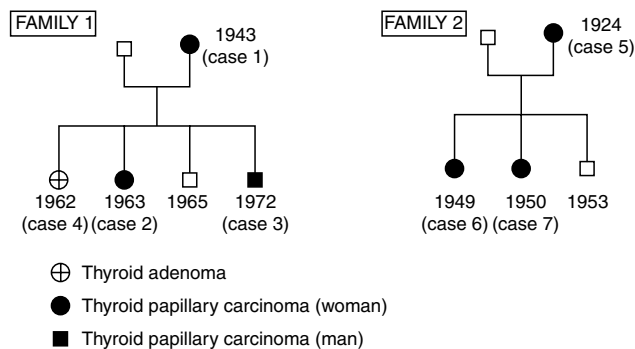 FAMILY 1
1943
(case 1)
1962 1963 1965 1972
(case 4) (case 2) (case 3)
FAMILY 2
1924
(case 5)
1949 1950 1953
(case 6) (case 7)
Thyroid adenoma
Thyroid papillary carcinoma (woman)
Thyroid papillary carcinoma (man)